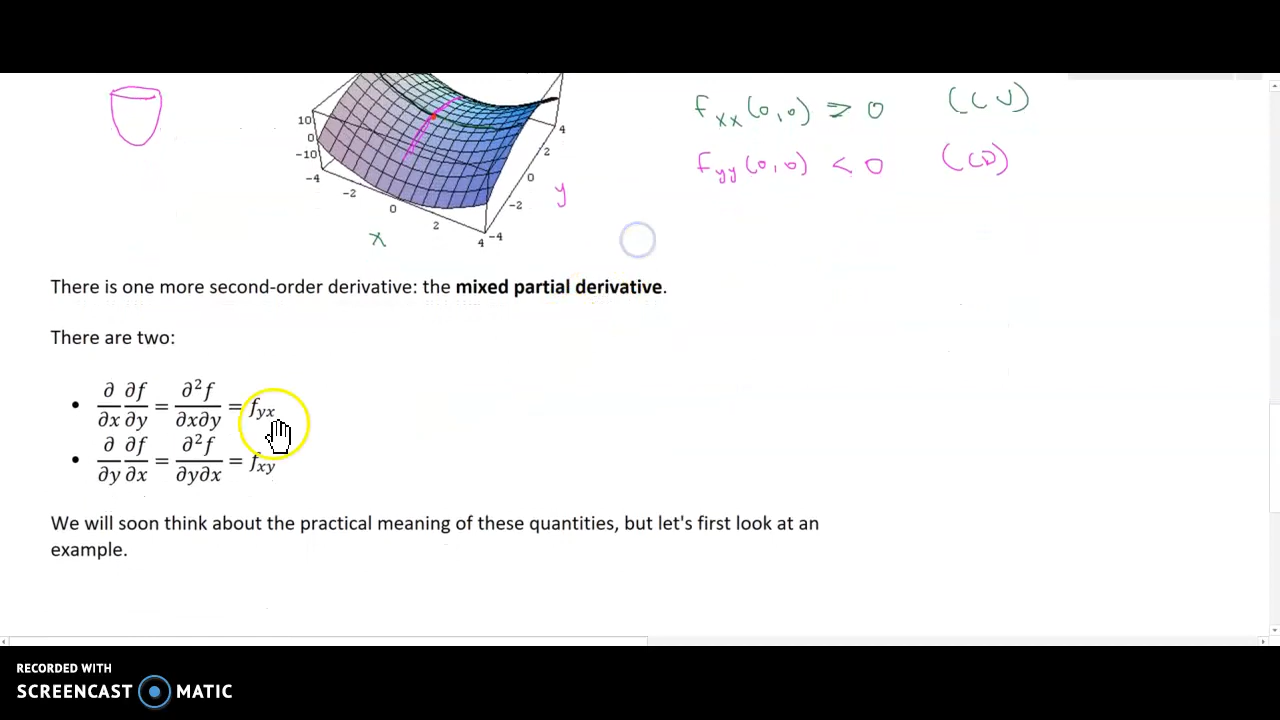 10
0
-10
-4
-2
0
2
4
-4
-2
0
2
4
x
y
f_xx(0,0) > 0 (CU)
f_yy(0,0) < 0 (CD)
There is one more second-order derivative: the mixed partial derivative.
There are two:
• ∂/∂x ∂f/∂y = ∂²f/∂x∂y = f_yx
• ∂/∂y ∂f/∂x = ∂²f/∂y∂x = f_xy
We will soon think about the practical meaning of these quantities, but let's first look at an
example.
RECORDED WITH
SCREENCAST MATIC